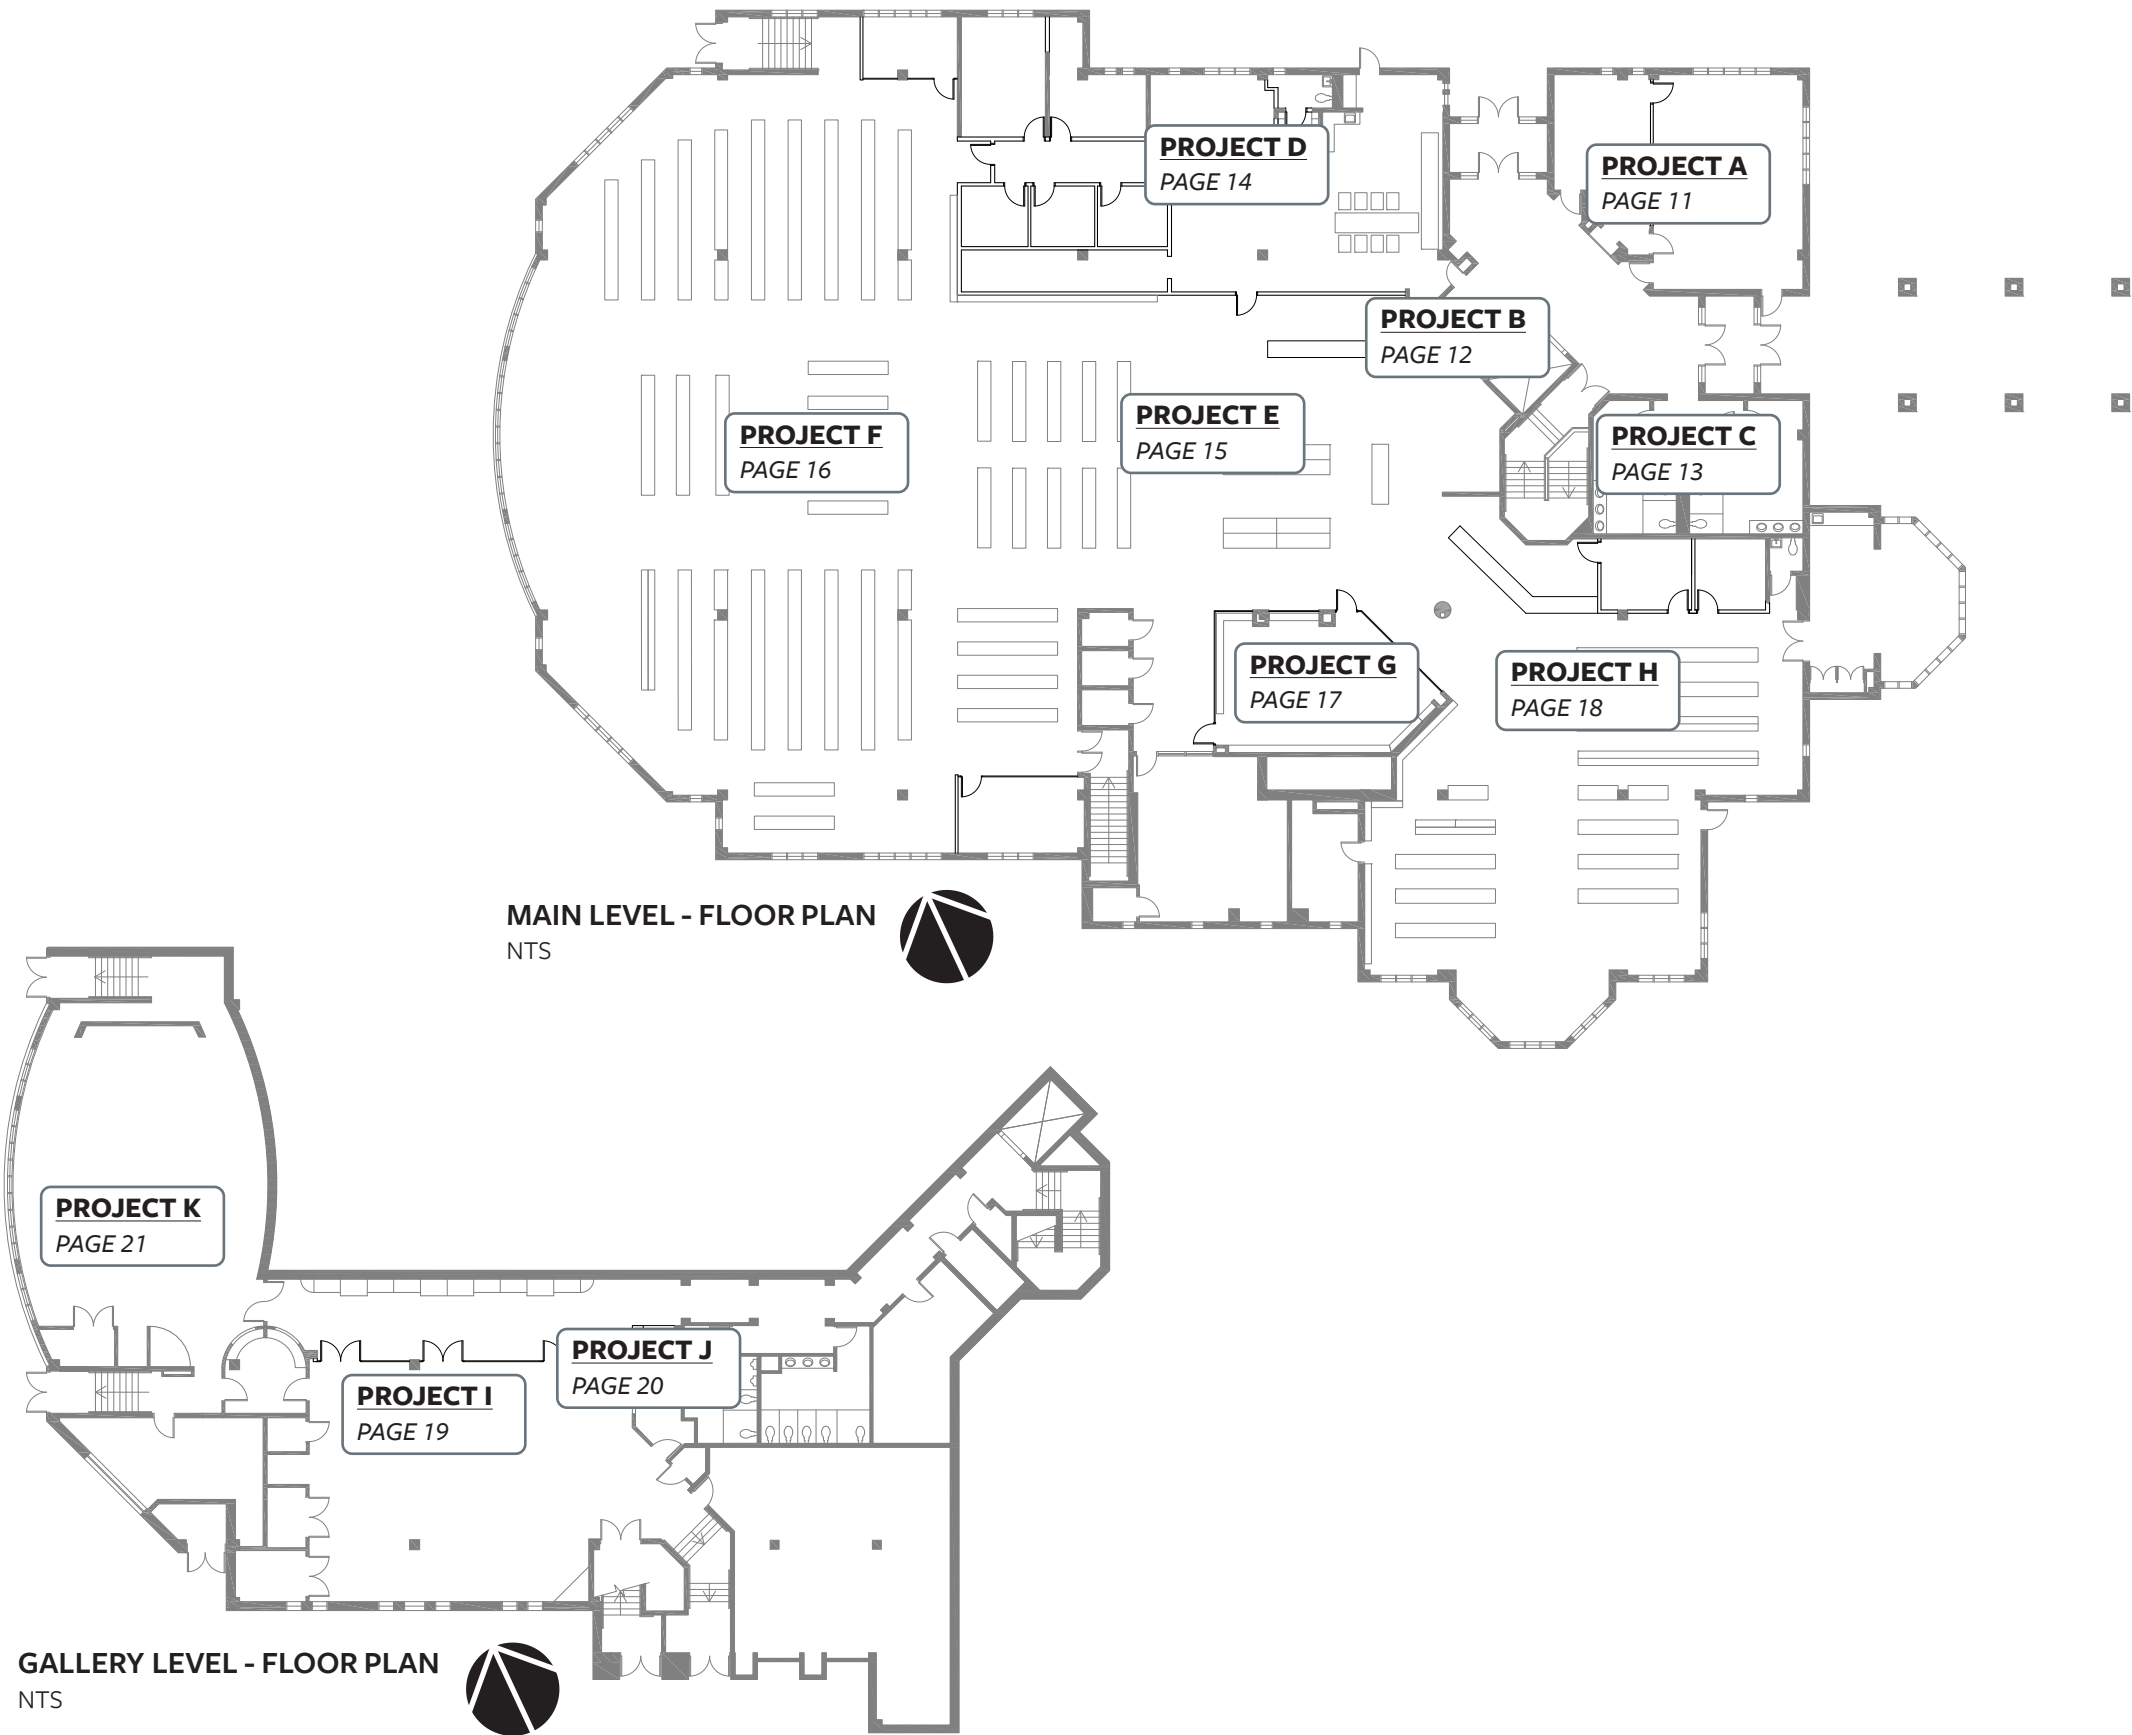 PROJECT D
PAGE 14
PROJECT A
PAGE 11
PROJECT B
PAGE 12
PROJECT F
PAGE 16
PROJECT E
PAGE 15
PROJECT C
PAGE 13
PROJECT G
PAGE 17
PROJECT H
PAGE 18
MAIN LEVEL - FLOOR PLAN
NTS
PROJECT K
PAGE 21
PROJECT J
PAGE 20
PROJECT I
PAGE 19
GALLERY LEVEL - FLOOR PLAN
NTS